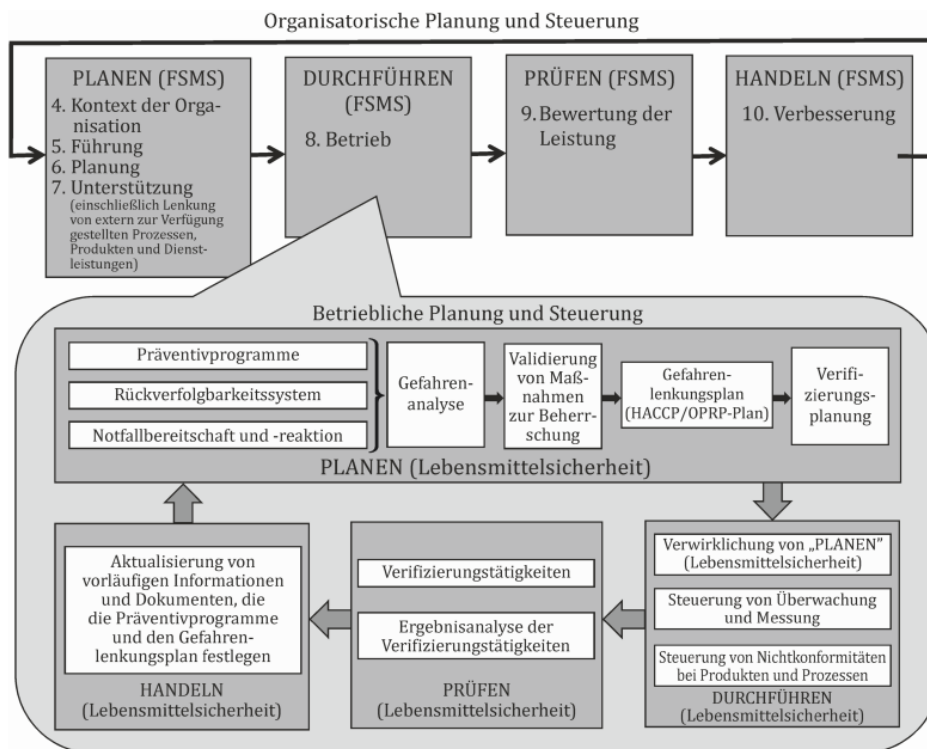 Organisatorische Planung und Steuerung
PLANEN (FSMS)
4. Kontext der Orga-
nisation
5. Führung
6. Planung
7. Unterstützung
(einschließlich Lenkung
von extern zur Verfügung
gestellten Prozessen,
Produkten und Dienst-
leistungen)
DURCHFÜHREN
(FSMS)
8. Betrieb
PRÜFEN (FSMS)
9. Bewertung der
Leistung
HANDELN (FSMS)
10. Verbesserung
Betriebliche Planung und Steuerung
Präventivprogramme
Rückverfolgbarkeitssystem
Notfallbereitschaft und -reaktion
Gefahren-
analyse
Validierung
von Maß-
nahmen
zur Beherr-
schung
Gefahren-
lenkungsplan
(HACCP/OPRP-Plan)
Verifi-
zierungs-
planung
PLANEN (Lebensmittelsicherheit)
Aktualisierung von
vorläufigen Informationen
und Dokumenten, die
die Präventivprogramme
und den Gefahren-
lenkungsplan festlegen
HANDELN
(Lebensmittelsicherheit)
Verifizierungstätigkeiten
Ergebnisanalyse der
Verifizierungstätigkeiten
PRÜFEN
(Lebensmittelsicherheit)
Verwirklichung von „PLANEN”
(Lebensmittelsicherheit)
Steuerung von Überwachung
und Messung
Steuerung von Nichtkonformitäten
bei Produkten und Prozessen
DURCHFÜHREN
(Lebensmittelsicherheit)